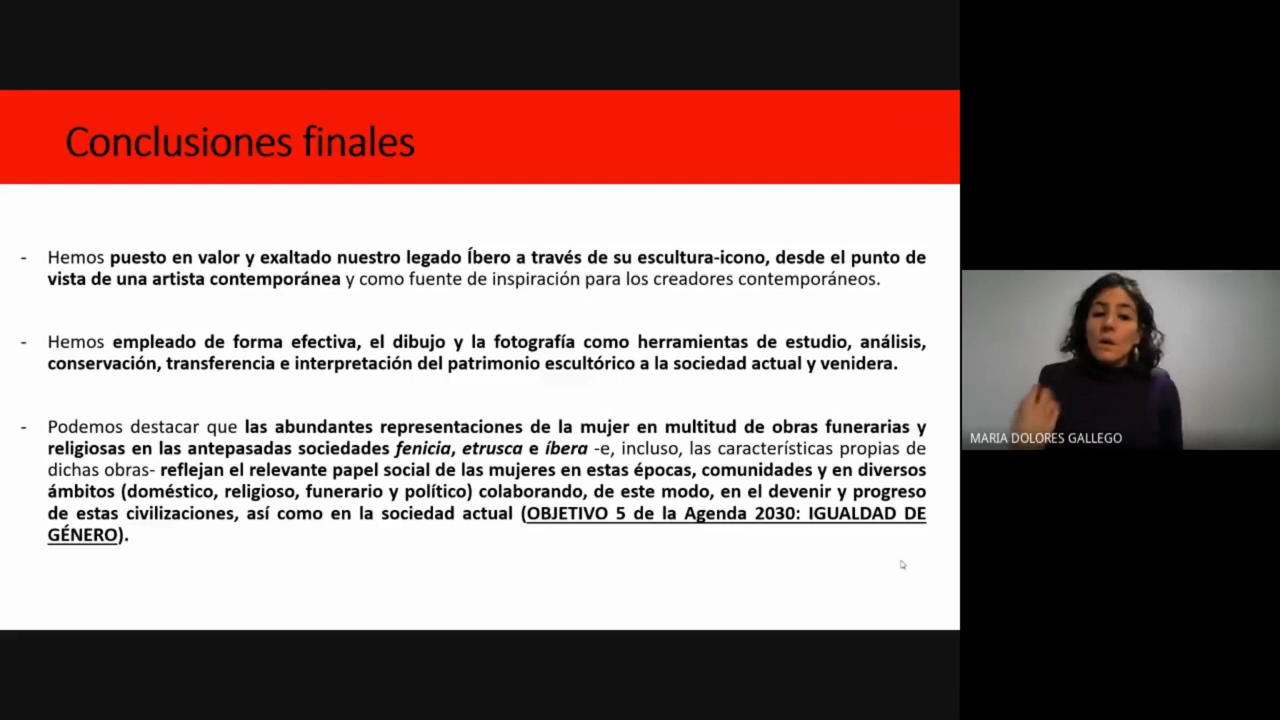 Conclusiones finales
- Hemos puesto en valor y exaltado nuestro legado Íbero a través de su escultura-icono, desde el punto de
vista de una artista contemporánea y como fuente de inspiración para los creadores contemporáneos.
- Hemos empleado de forma efectiva, el dibujo y la fotografía como herramientas de estudio, análisis,
conservación, transferencia e interpretación del patrimonio escultórico a la sociedad actual y venidera.
- Podemos destacar que las abundantes representaciones de la mujer en multitud de obras funerarias y
religiosas en las antepasadas sociedades fenicia, etrusca e íbera -e, incluso, las características propias de
dichas obras- reflejan el relevante papel social de las mujeres en estas épocas, comunidades y en diversos
ámbitos (doméstico, religioso, funerario y político) colaborando, de este modo, en el devenir y progreso
de estas civilizaciones, así como en la sociedad actual (OBJETIVO 5 de la Agenda 2030: IGUALDAD DE
GÉNERO).
MARIA DOLORES GALLEGO